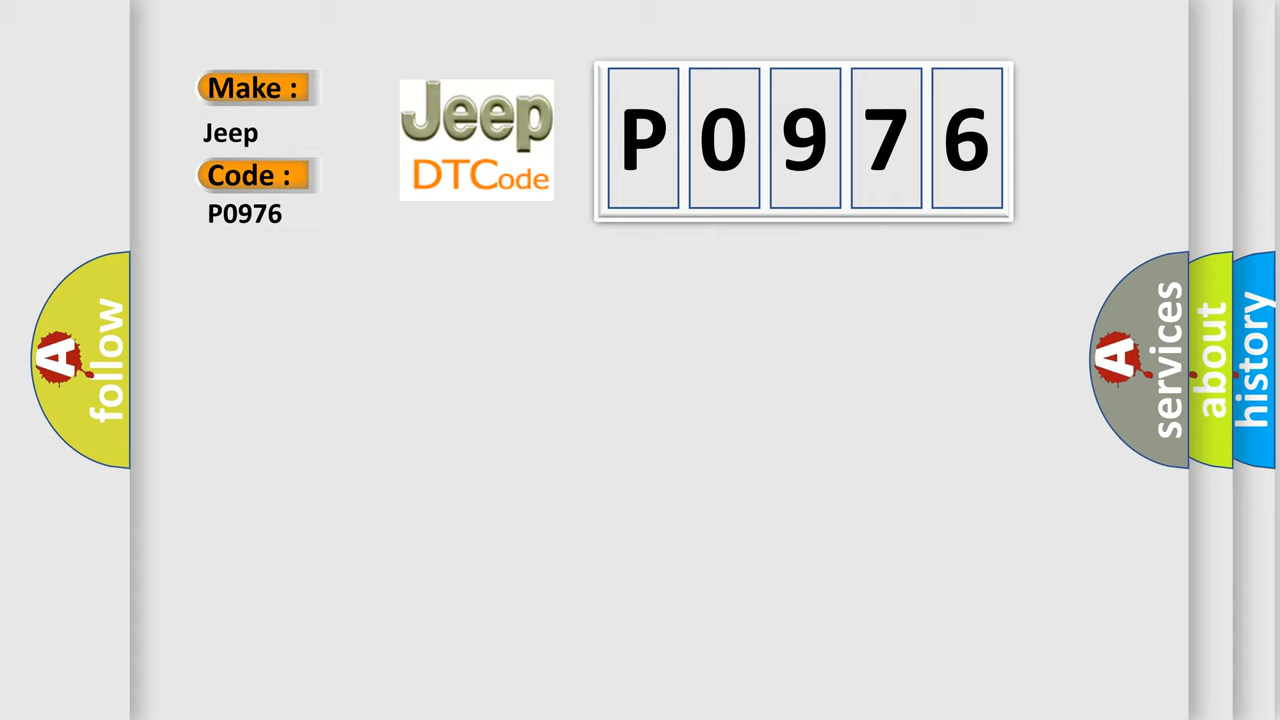 Make :
Jeep
Code :
P0976
Jeep
DTCode
P 0 9 7 6
A
follow
A
services
about
history